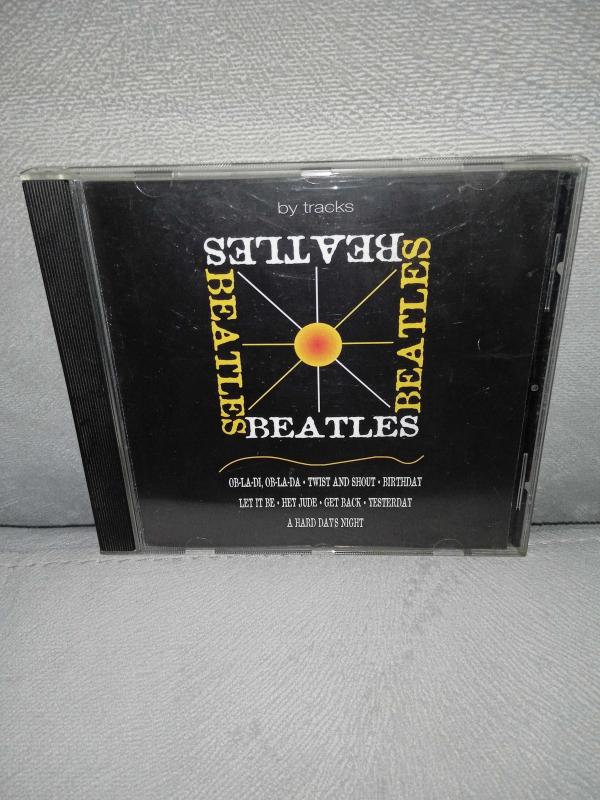 by tracks
BEATLES
BEATLES
BEATLES
BEATLES
OB-LA-DI, OB-LA-DA • TWIST AND SHOUT • BIRTHDAY
LET IT BE • HEY JUDE • GET BACK • YESTERDAY
A HARD DAYS NIGHT